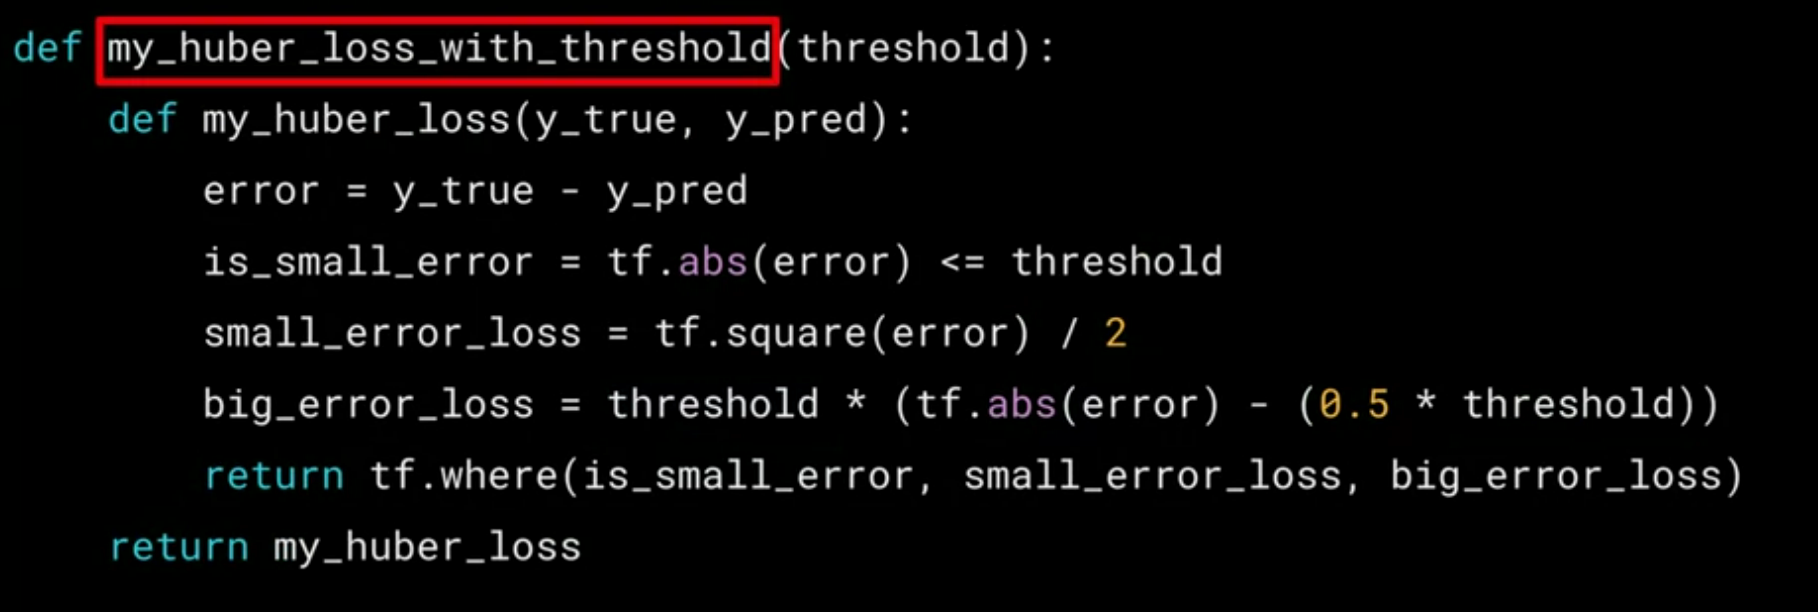 def my_huber_loss_with_threshold(threshold):
    def my_huber_loss(y_true, y_pred):
        error = y_true - y_pred
        is_small_error = tf.abs(error) <= threshold
        small_error_loss = tf.square(error) / 2
        big_error_loss = threshold * (tf.abs(error) - (0.5 * threshold))
        return tf.where(is_small_error, small_error_loss, big_error_loss)
    return my_huber_loss